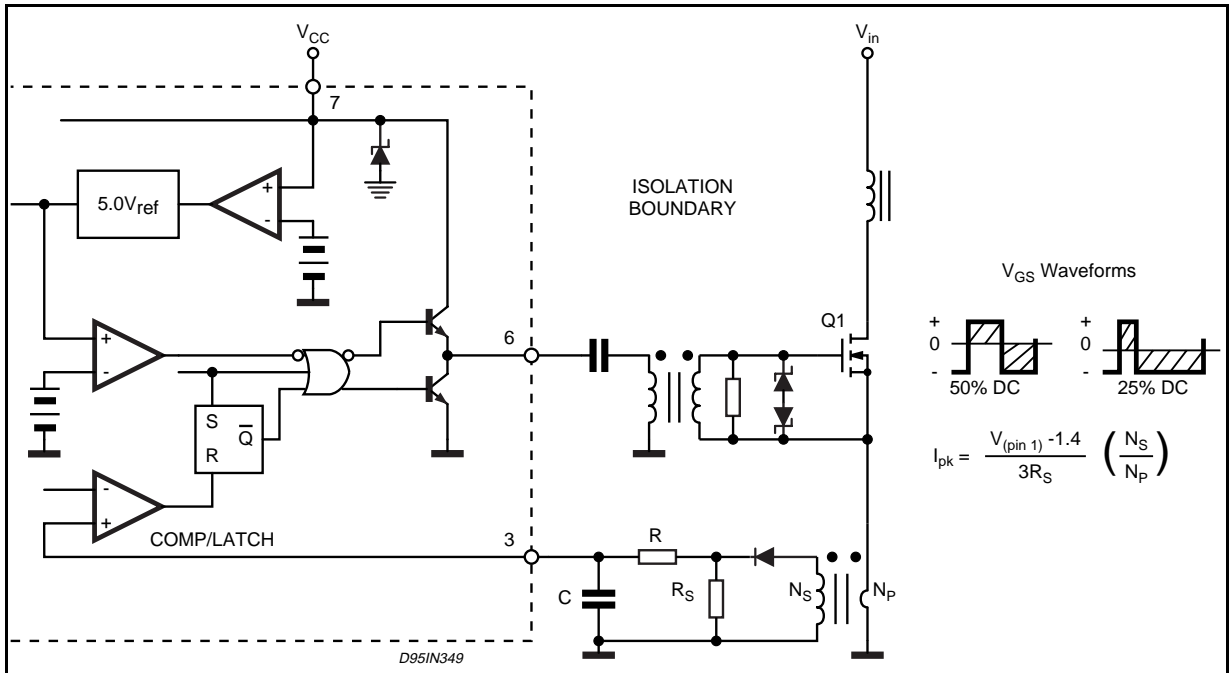 VCC
Vin
7
ISOLATION
BOUNDARY
+
-
5.0Vref
VGS Waveforms
Q1
6
+
-
+
0
-
50% DC
+
0
-
25% DC
S
R
Q̅
Ipk = V(pin 1) -1.4 / 3RS (NS / NP)
-
+
COMP/LATCH
3
R
C
RS
NS
NP
D95IN349